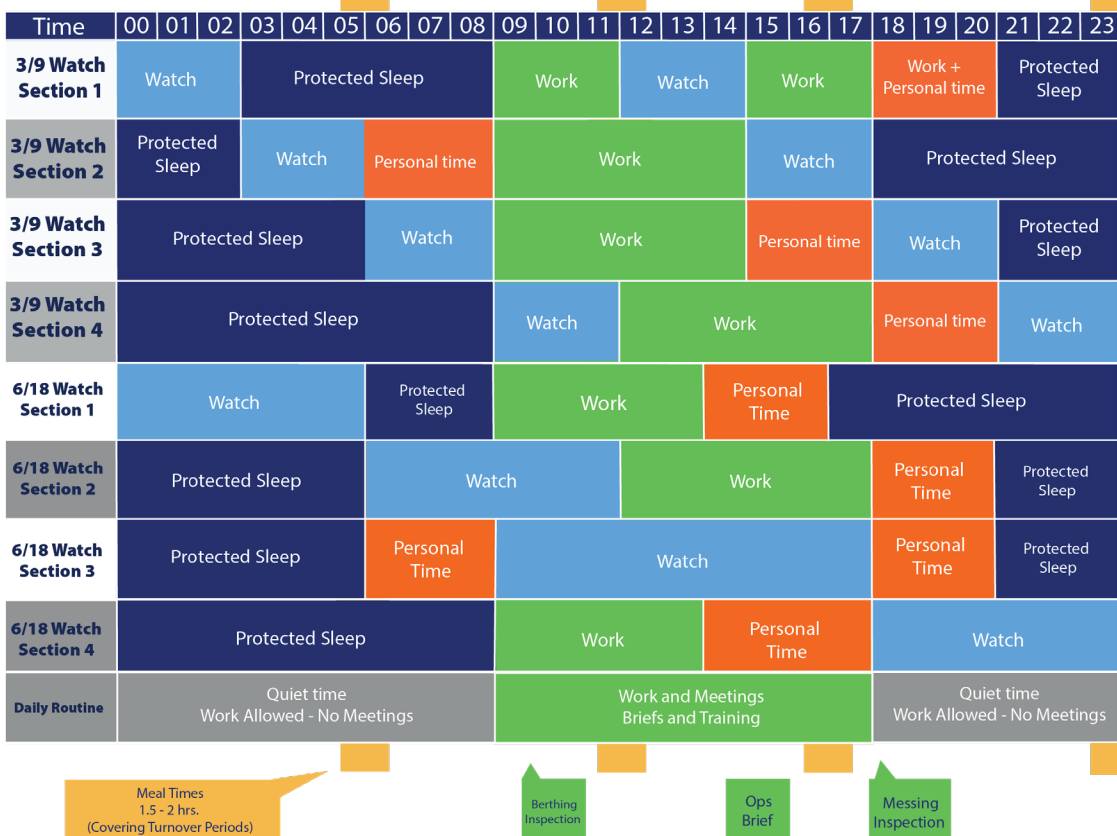 Time 00 01 02 03 04 05 06 07 08 09 10 11 12 13 14 15 16 17 18 19 20 21 22 23
3/9 Watch
Section 1
Watch
Protected Sleep
Work
Watch
Work
Work +
Personal time
Protected
Sleep
3/9 Watch
Section 2
Protected
Sleep
Watch
Personal time
Work
Watch
Protected Sleep
3/9 Watch
Section 3
Protected Sleep
Watch
Work
Personal time
Watch
Protected
Sleep
3/9 Watch
Section 4
Protected Sleep
Watch
Work
Personal time
Watch
6/18 Watch
Section 1
Watch
Protected
Sleep
Work
Personal
Time
Protected Sleep
6/18 Watch
Section 2
Protected Sleep
Watch
Work
Personal
Time
Protected
Sleep
6/18 Watch
Section 3
Protected Sleep
Personal
Time
Watch
Personal
Time
Protected
Sleep
6/18 Watch
Section 4
Protected Sleep
Work
Personal
Time
Watch
Daily Routine
Quiet time
Work Allowed - No Meetings
Work and Meetings
Briefs and Training
Quiet time
Work Allowed - No Meetings
Meal Times
1.5 - 2 hrs.
(Covering Turnover Periods)
Berthing
Inspection
Ops
Brief
Messing
Inspection